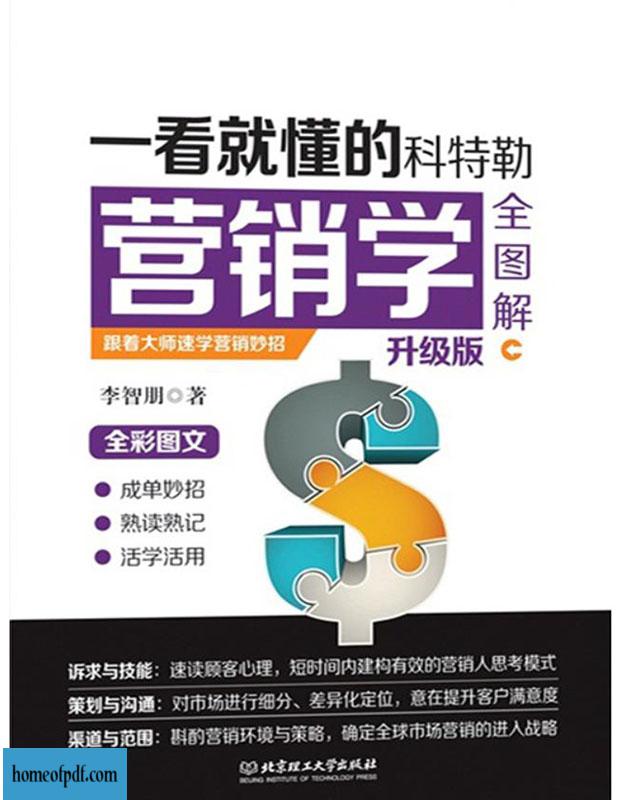 一看就懂的科特勒
营销学
全图解
跟着大师速学营销妙招
升级版
李智朋 著
全彩图文
成单妙招
熟读熟记
活学活用
诉求与技能：速读顾客心理，短时间内建构有效的营销人思考模式
策划与沟通：对市场进行细分、差异化定位，意在提升客户满意度
渠道与范围：斟酌营销环境与策略，确定全球市场营销的进入战略
homeofpdf.com
北京理工大学出版社
BEIJING INSTITUTE OF TECHNOLOGY PRESS